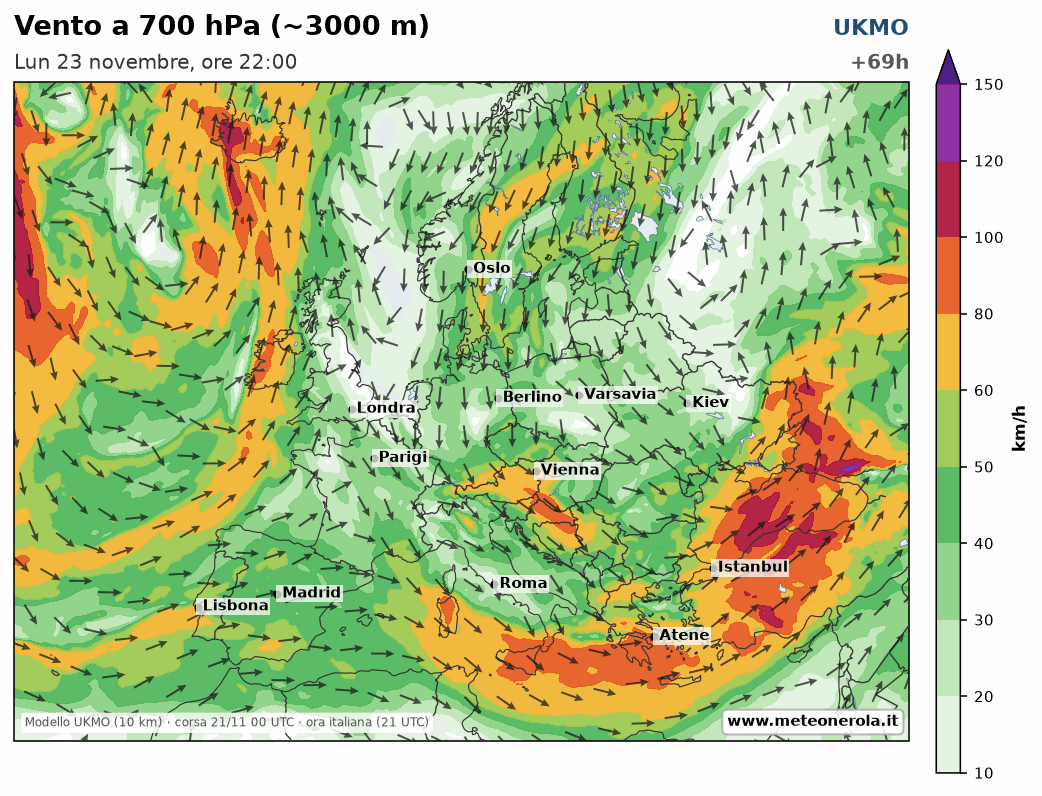 Vento a 700 hPa (~3000 m)
UKMO
Lun 23 novembre, ore 22:00
+69h
150
120
100
80
60
50
40
30
20
10
km/h
Oslo
Berlino
Varsavia
Kiev
Londra
Parigi
Vienna
Istanbul
Roma
Madrid
Lisbona
Atene
Modello UKMO (10 km) · corsa 21/11 00 UTC · ora italiana (21 UTC)
www.meteonerola.it